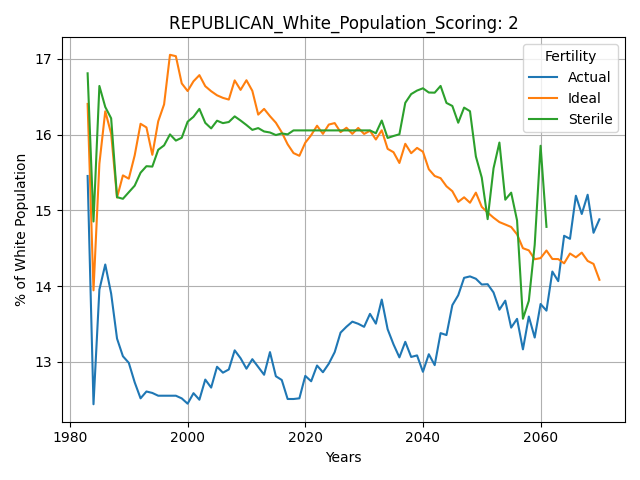 REPUBLICAN_White_Population_Scoring: 2
Fertility
Actual
Ideal
Sterile
% of White Population
17
16
15
14
13
1980
2000
2020
2040
2060
Years